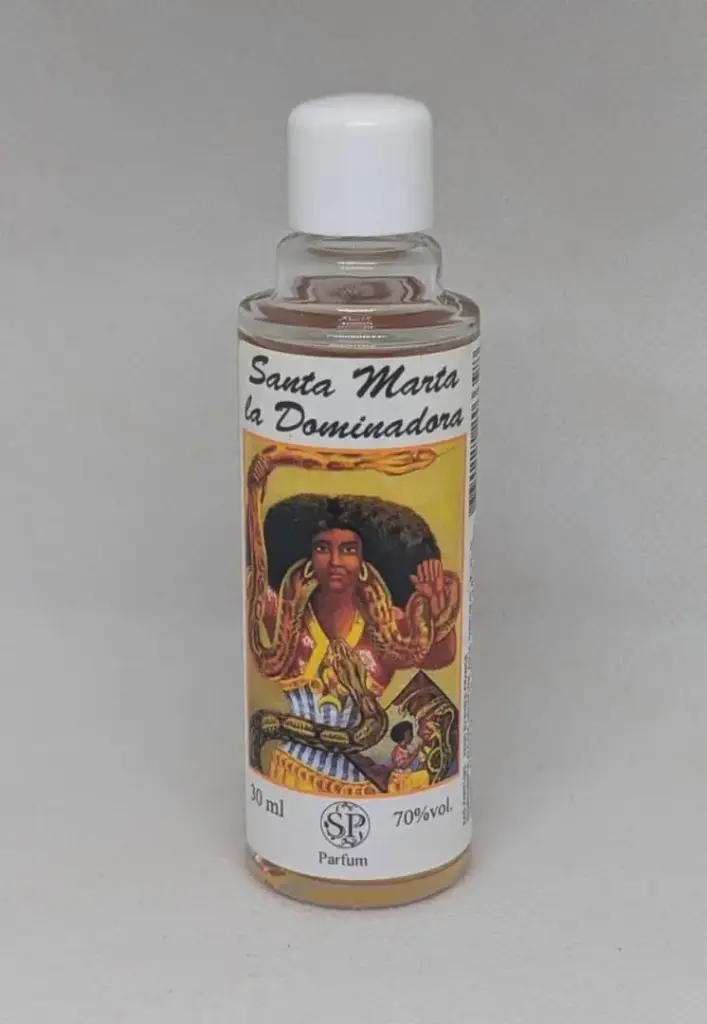 Santa Marta
la Dominadora
30 ml
SP
70%vol.
Parfum